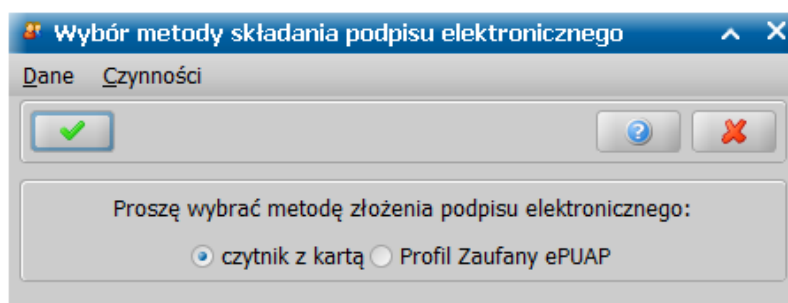 Wybór metody składania podpisu elektronicznego
Dane Czynności
Proszę wybrać metodę złożenia podpisu elektronicznego:
czytnik z kartą Profil Zaufany ePUAP